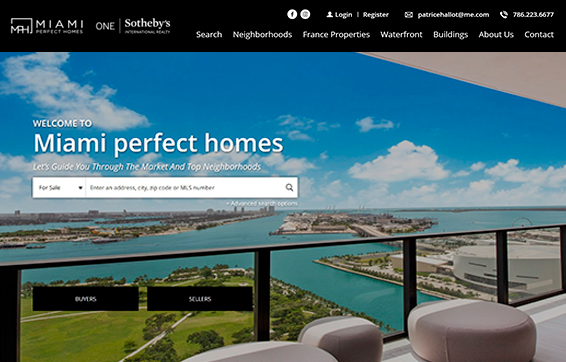 MIAMI
PERFECT HOMES
MPH
ONE
Sotheby's
INTERNATIONAL REALTY
Login | Register
patricehallot@me.com
786.223.6677
Search
Neighborhoods
France Properties
Waterfront
Buildings
About Us
Contact
WELCOME TO
Miami perfect homes
Let's Guide You Through The Market And Top Neighborhoods
For Sale
Enter an address, city, zip code or MLS number
+ Advanced search options
BUYERS
SELLERS